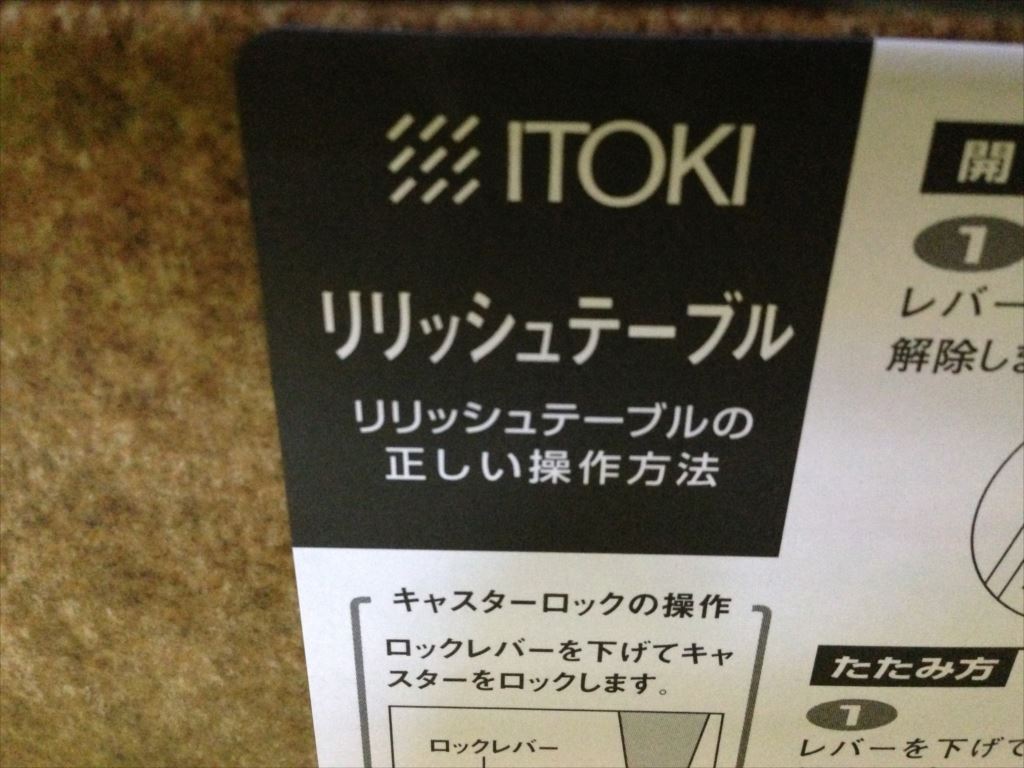 ITOKI
リリッシュテーブル
リリッシュテーブルの
正しい操作方法
キャスターロックの操作
ロックレバーを下げてキャ
スターをロックします。
ロックレバー
開
1
レバー
解除しま
たたみ方
1
レバーを下げて